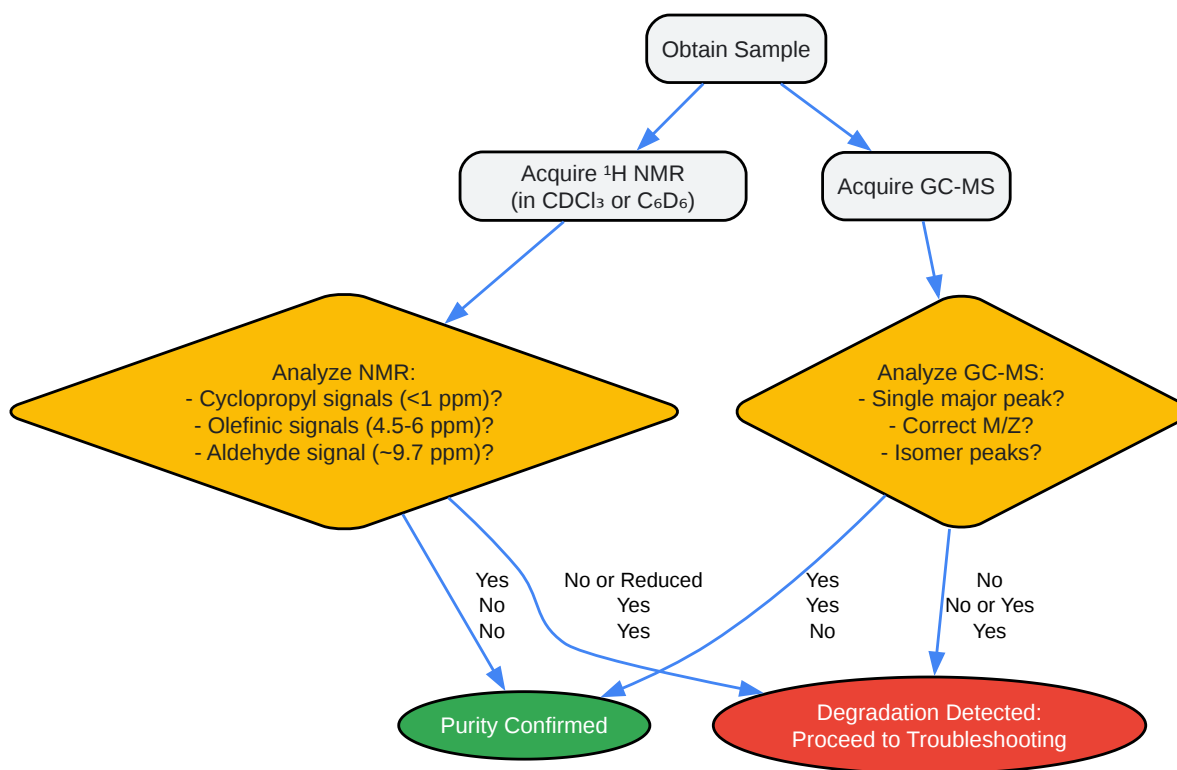 Obtain Sample
Acquire ¹H NMR
(in CDCl₃ or C₆D₆)
Acquire GC-MS
Analyze NMR:
- Cyclopropyl signals (<1 ppm)?
- Olefinic signals (4.5-6 ppm)?
- Aldehyde signal (~9.7 ppm)?
Analyze GC-MS:
- Single major peak?
- Correct M/Z?
- Isomer peaks?
Yes
No
No
No or Reduced
Yes
Yes
Yes
Yes
No
No
No or Yes
Yes
Purity Confirmed
Degradation Detected:
Proceed to Troubleshooting